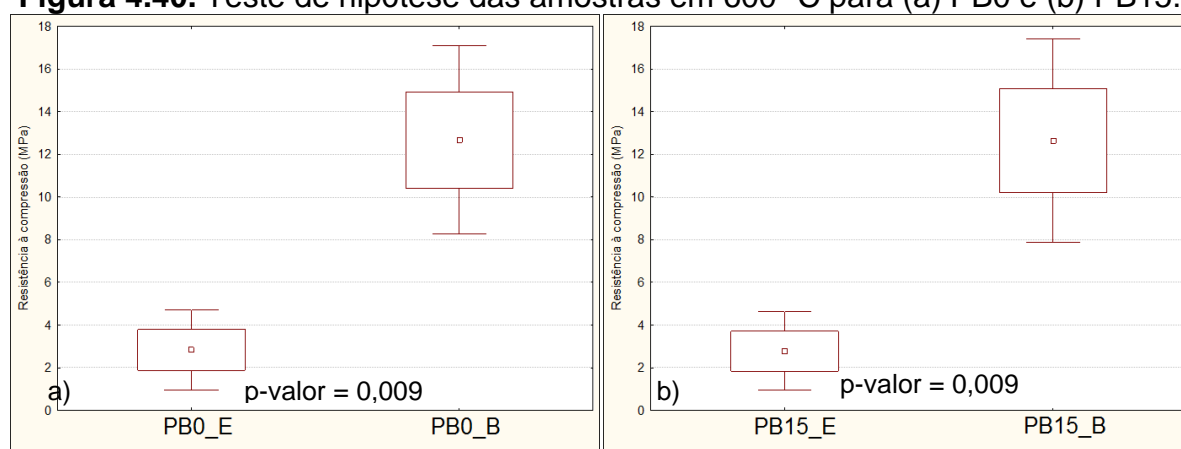 Figura 4.40. Teste de hipótese das amostras em 600 °C para (a) PB0 e (b) PB15.
Resistência à compressão (MPa)
18
16
14
12
10
8
6
4
2
0
a)
p-valor = 0,009
PB0_E
PB0_B
Resistência à compressão (MPa)
18
16
14
12
10
8
6
4
2
0
b)
p-valor = 0,009
PB15_E
PB15_B